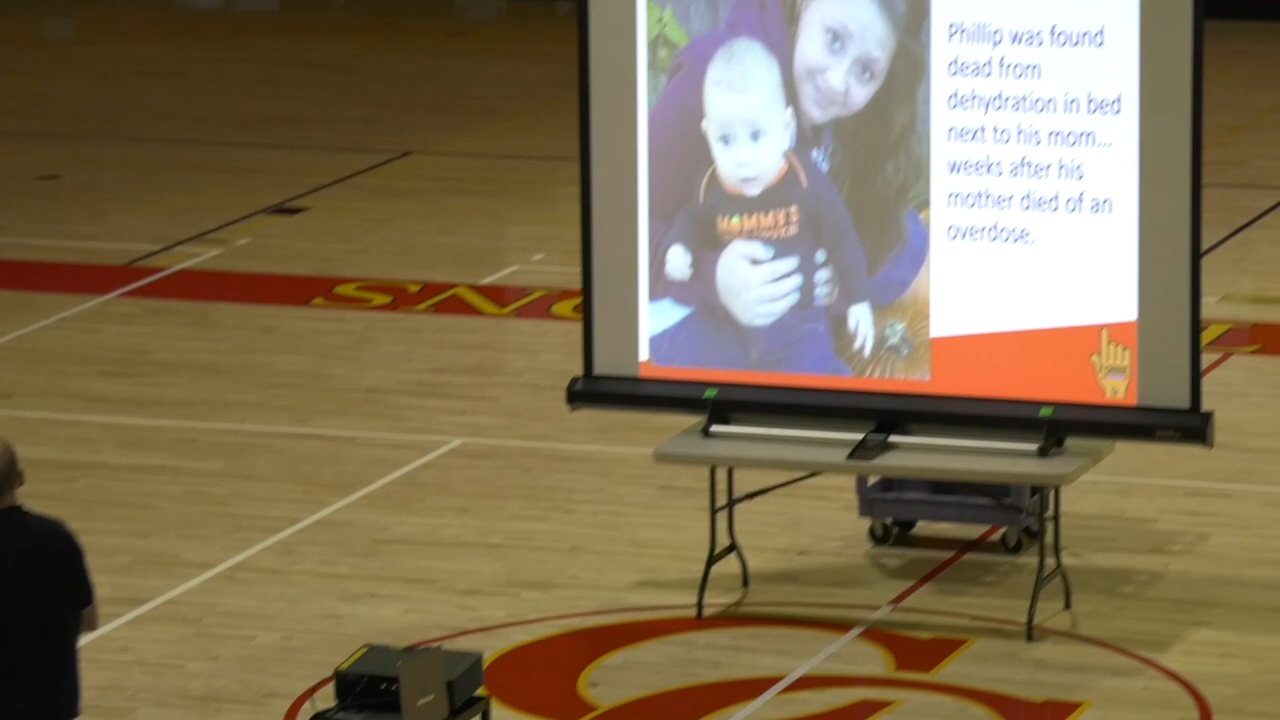 Phillip was found
dead from
dehydration in bed
next to his mom...
weeks after his
mother died of an
overdose.
MOMMY'S
SNO